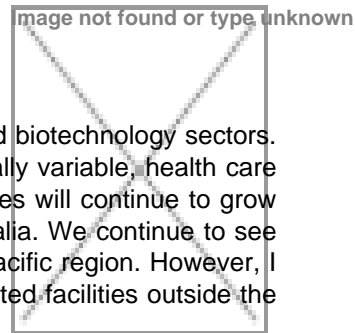 Image not found or type unknown
d biotechnology sectors.
ally variable, health care
es will continue to grow
alia. We continue to see
acific region. However, I
ted facilities outside the